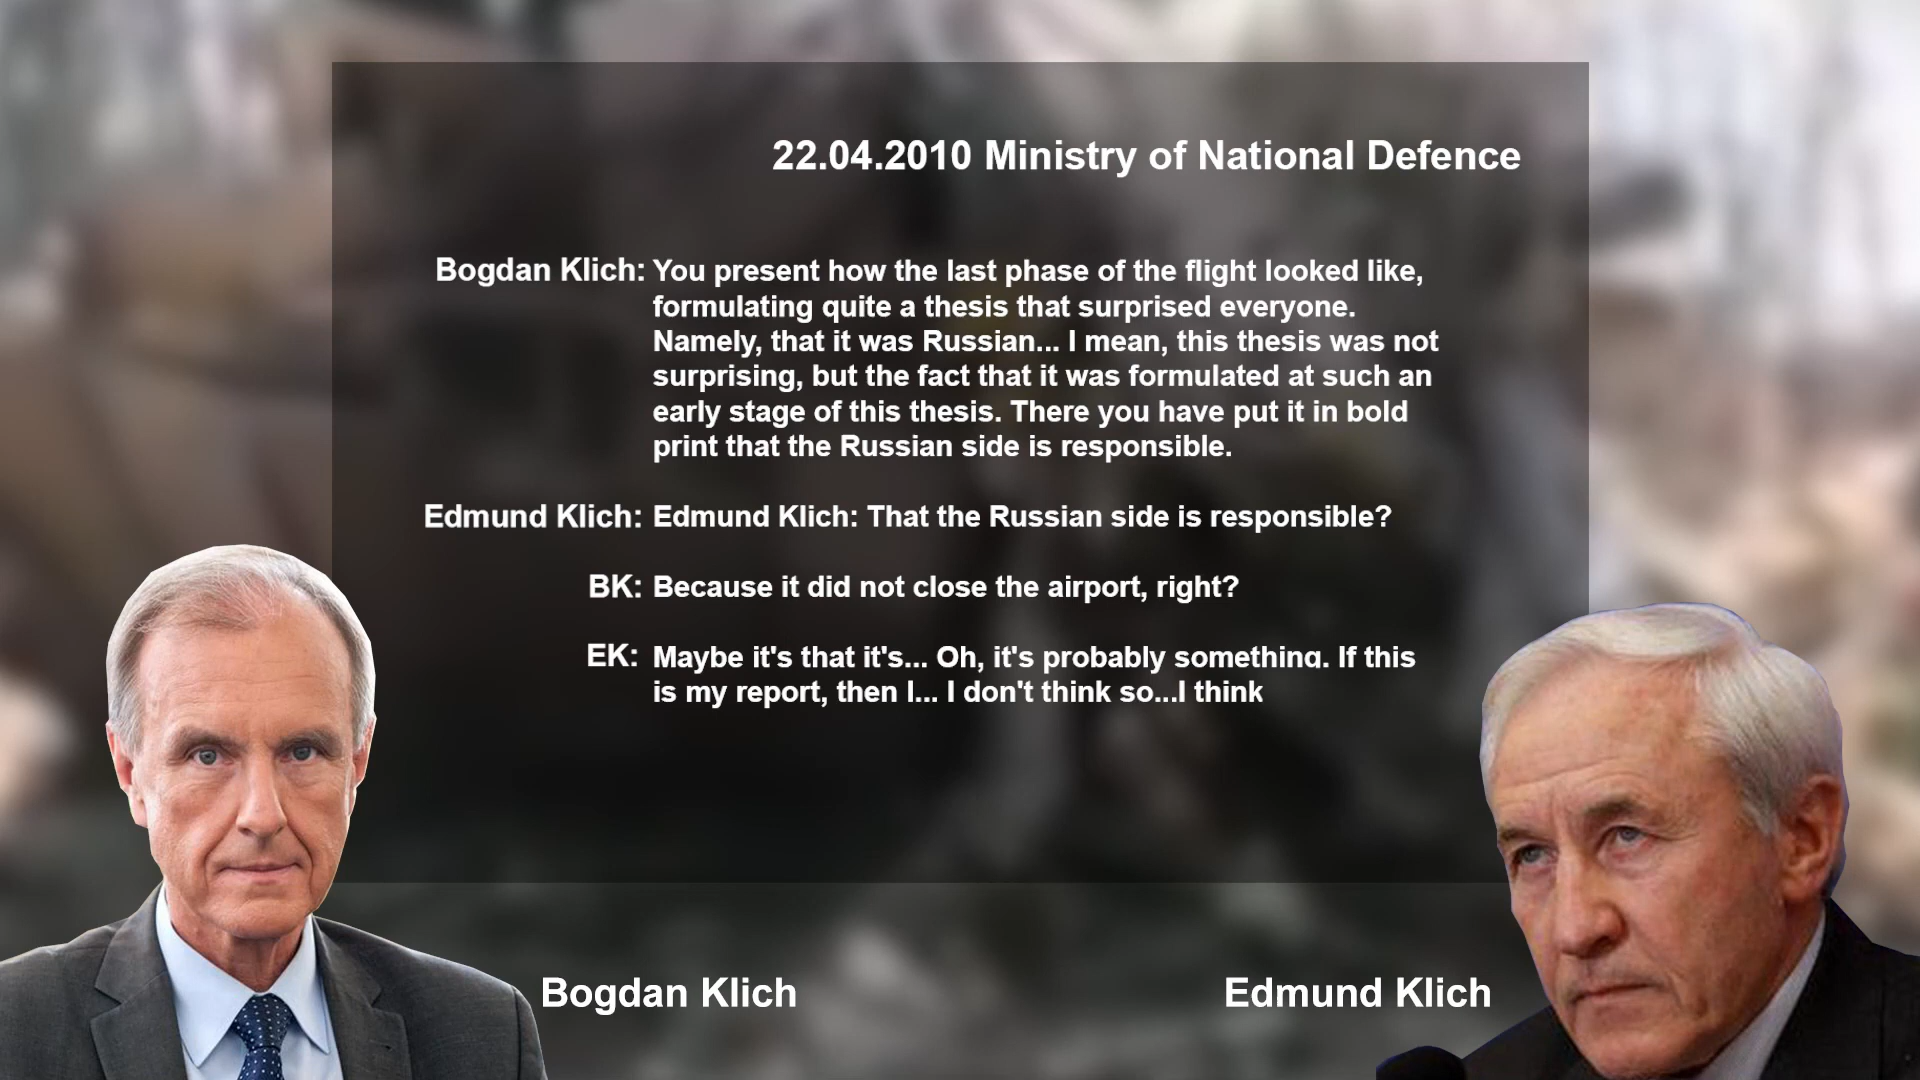 22.04.2010 Ministry of National Defence
Bogdan Klich: You present how the last phase of the flight looked like,
formulating quite a thesis that surprised everyone.
Namely, that it was Russian... I mean, this thesis was not
surprising, but the fact that it was formulated at such an
early stage of this thesis. There you have put it in bold
print that the Russian side is responsible.
Edmund Klich: Edmund Klich: That the Russian side is responsible?
BK: Because it did not close the airport, right?
EK: Maybe it's that it's... Oh, it's probably something. If this
is my report, then I... I don't think so...I think
Bogdan Klich
Edmund Klich